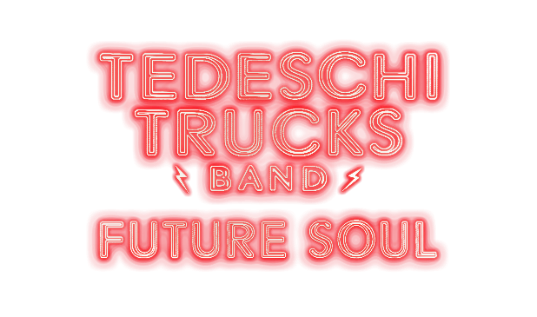 TEDESCHI
TRUCKS
BAND
FUTURE SOUL